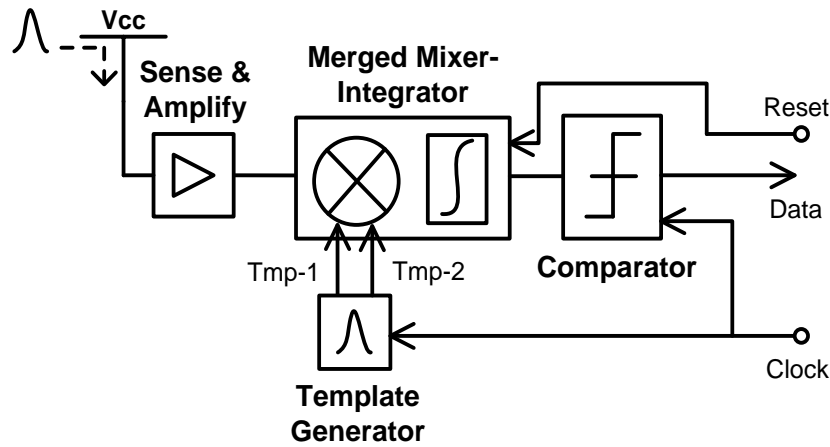 Vcc
Sense &
Amplify
Merged Mixer-
Integrator
Reset
Data
Comparator
Tmp-1
Tmp-2
Clock
Template
Generator